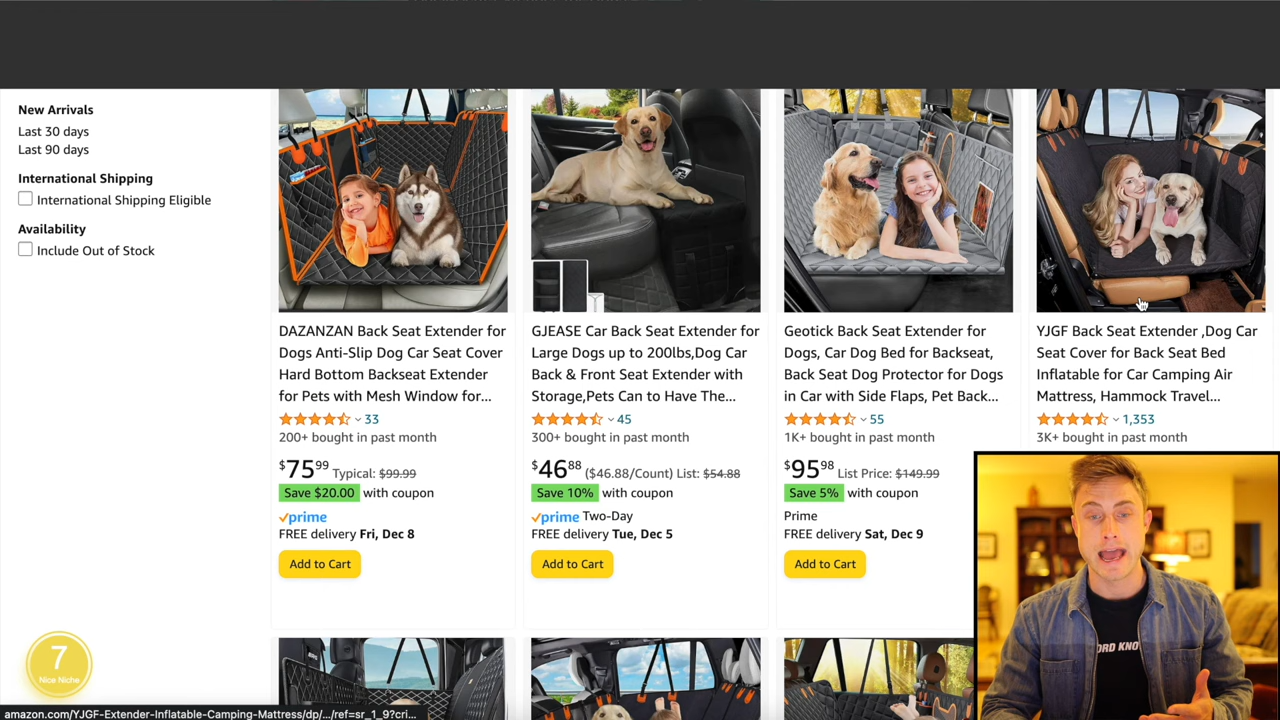 New Arrivals
Last 30 days
Last 90 days
International Shipping
International Shipping Eligible
Availability
Include Out of Stock
DAZANZAN Back Seat Extender for
Dogs Anti-Slip Dog Car Seat Cover
Hard Bottom Backseat Extender
for Pets with Mesh Window for...
33
200+ bought in past month
$75 99 Typical: $99.99
Save $20.00 with coupon
prime
FREE delivery Fri, Dec 8
Add to Cart
GJEASE Car Back Seat Extender for
Large Dogs up to 200lbs,Dog Car
Back & Front Seat Extender with
Storage,Pets Can to Have The...
45
300+ bought in past month
$46 88 ($46.88/Count) List: $54.88
Save 10% with coupon
prime Two-Day
FREE delivery Tue, Dec 5
Add to Cart
Geotick Back Seat Extender for
Dogs, Car Dog Bed for Backseat,
Back Seat Dog Protector for Dogs
in Car with Side Flaps, Pet Back...
55
1K+ bought in past month
$95 98 List Price: $149.99
Save 5% with coupon
Prime
FREE delivery Sat, Dec 9
Add to Cart
YJGF Back Seat Extender ,Dog Car
Seat Cover for Back Seat Bed
Inflatable for Car Camping Air
Mattress, Hammock Travel...
1,353
3K+ bought in past month
ORD KNO
7
Nice Niche
amazon.com/YJGF-Extender-Inflatable-Camping-Mattress/dp/.../ref=sr_1_9?cri...